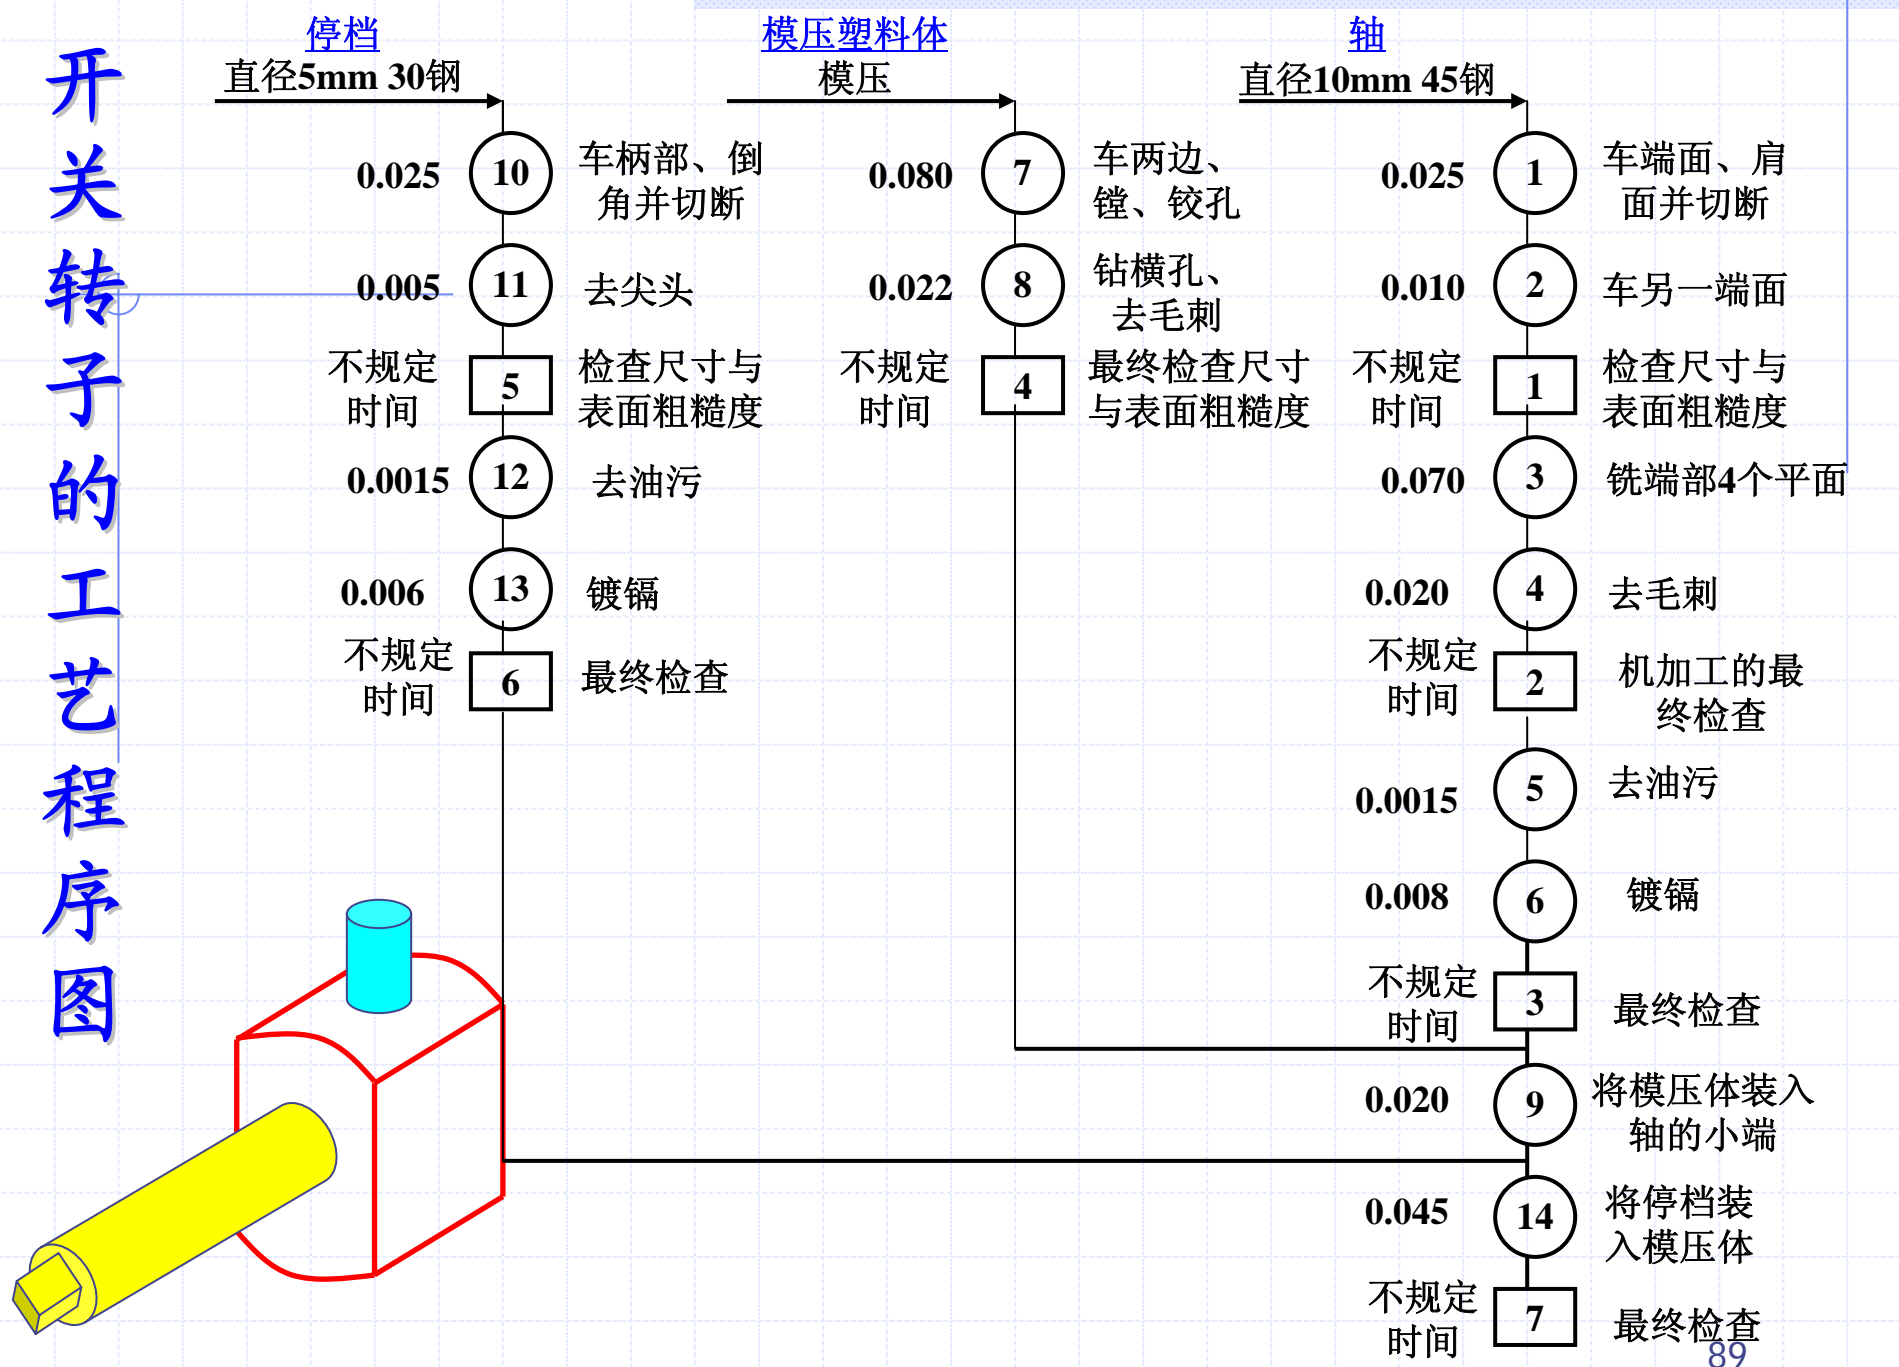 开关转子的工艺程序图
停档
直径5mm 30钢
0.025
10
车柄部、倒
角并切断
0.005
11
去尖头
不规定
时间
5
检查尺寸与
表面粗糙度
0.0015
12
去油污
0.006
13
镀镉
不规定
时间
6
最终检查
模压塑料体
模压
0.080
7
车两边、
镗、铰孔
0.022
8
钻横孔、
去毛刺
不规定
时间
4
最终检查尺寸
与表面粗糙度
轴
直径10mm 45钢
0.025
1
车端面、肩
面并切断
0.010
2
车另一端面
不规定
时间
1
检查尺寸与
表面粗糙度
0.070
3
铣端部4个平面
0.020
4
去毛刺
不规定
时间
2
机加工的最
终检查
0.0015
5
去油污
0.008
6
镀镉
不规定
时间
3
最终检查
0.020
9
将模压体装入
轴的小端
0.045
14
将停档装
入模压体
不规定
时间
7
最终检查
89